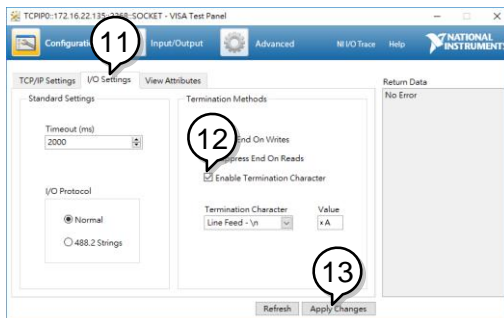 TCPIP0::172.16.22.135::2268::SOCKET - VISA Test Panel
11
Input/Output
Advanced
NI I/O Trace
Help
NATIONAL
INSTRUMENTS
TCP/IP Settings
I/O Settings
View Attributes
Return Data
No Error
Standard Settings
Timeout (ms)
2000
I/O Protocol
Normal
488.2 Strings
Termination Methods
12
End On Writes
End On Reads
Enable Termination Character
Termination Character
Value
Line Feed - \n
xA
13
Refresh
Apply Changes